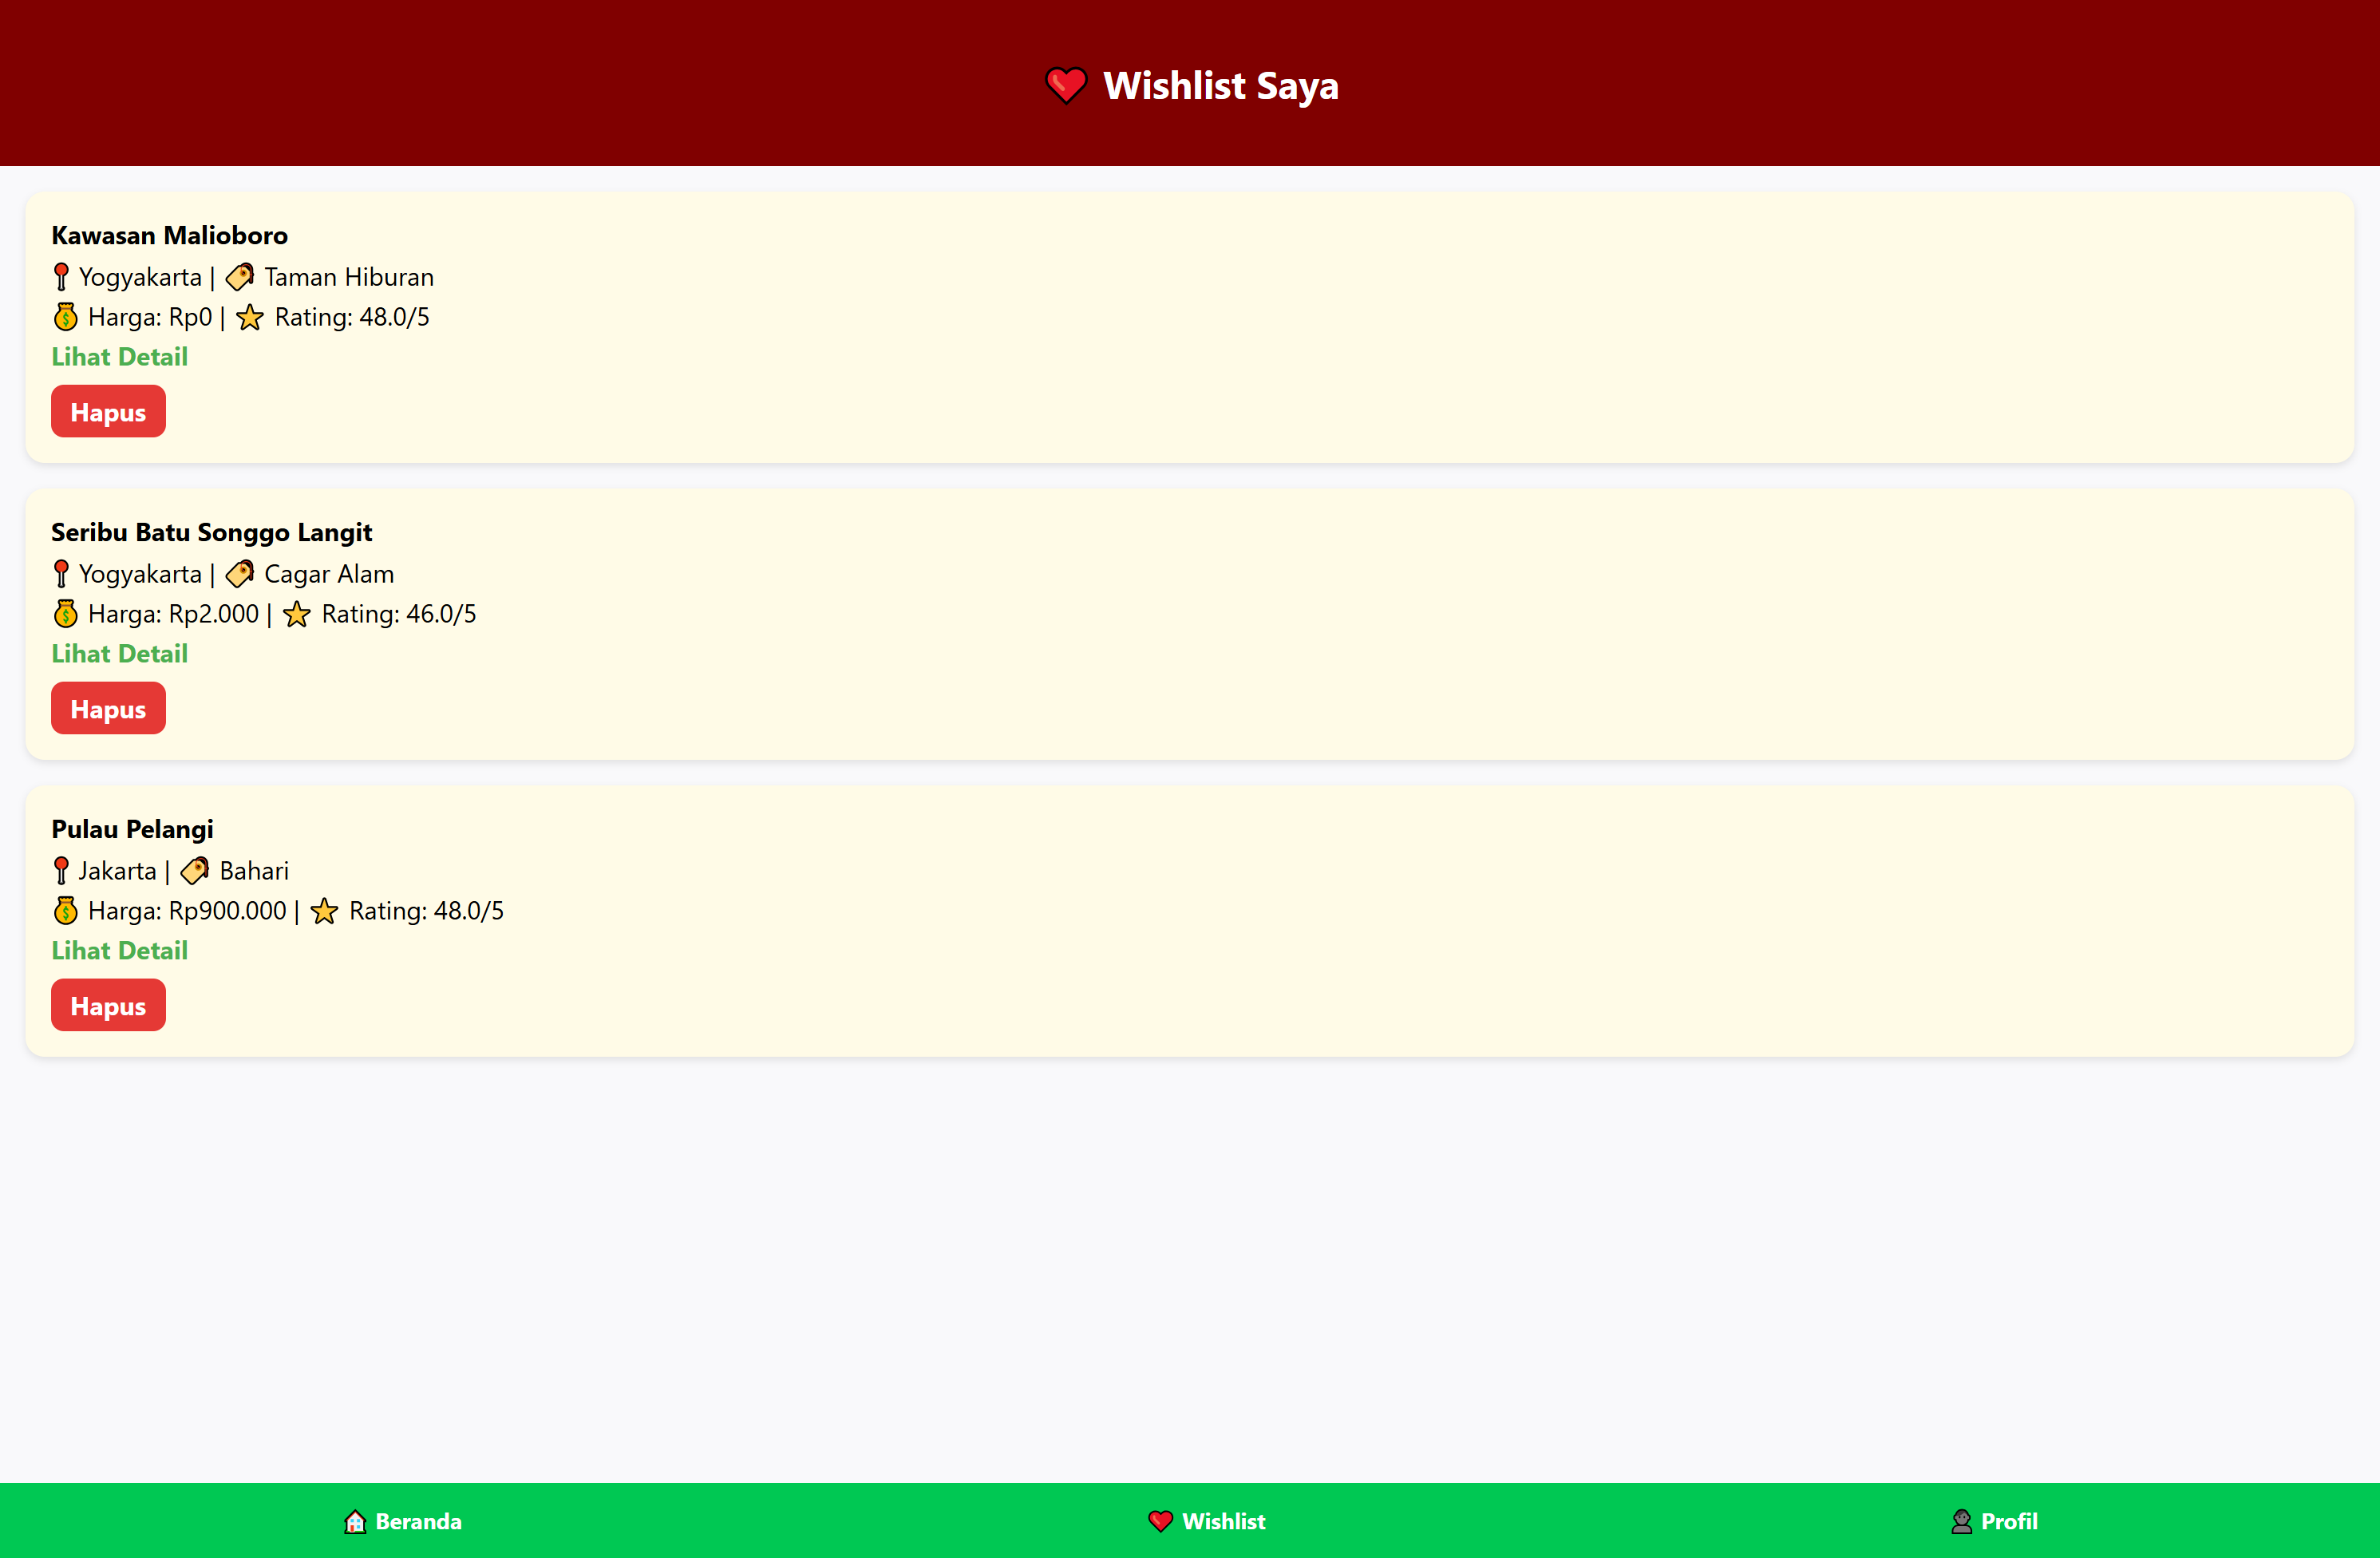 ❤️ Wishlist Saya
Kawasan Malioboro
📍 Yogyakarta | 🏷️ Taman Hiburan
💰 Harga: Rp0 | ⭐ Rating: 48.0/5
Lihat Detail
Hapus
Seribu Batu Songgo Langit
📍 Yogyakarta | 🏷️ Cagar Alam
💰 Harga: Rp2.000 | ⭐ Rating: 46.0/5
Lihat Detail
Hapus
Pulau Pelangi
📍 Jakarta | 🏷️ Bahari
💰 Harga: Rp900.000 | ⭐ Rating: 48.0/5
Lihat Detail
Hapus
🏠 Beranda ❤️ Wishlist 👤 Profil